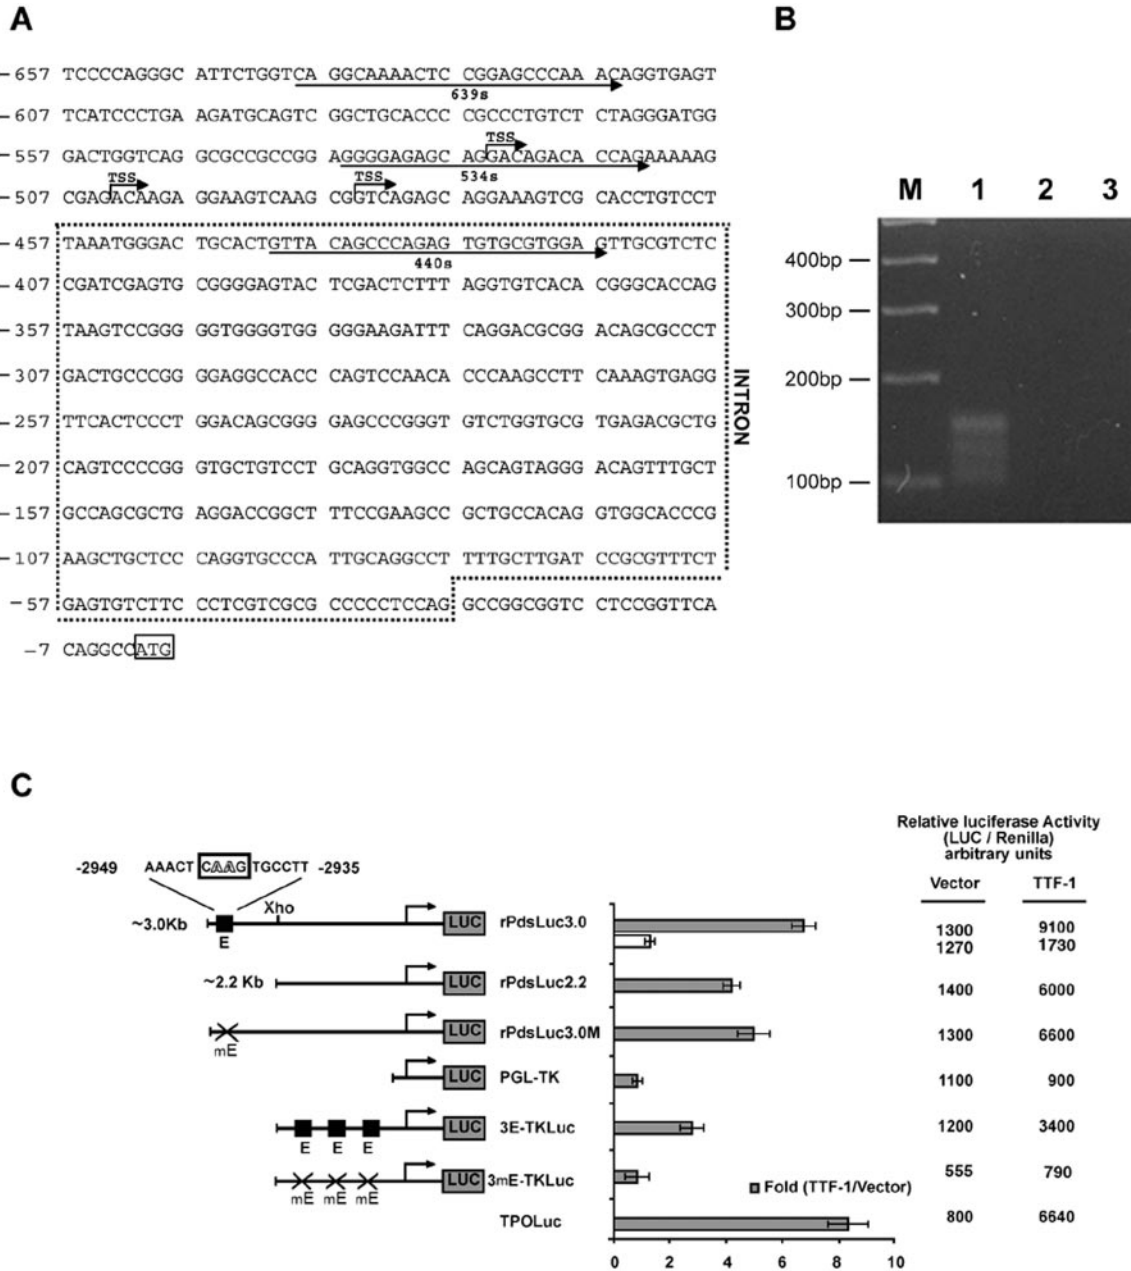 A
−657 TCCCCAGGGC ATTCTGGTCA GGCAAAACTC CGGAGCCCAA ACAGGTGAGT
639s
−607 TCATCCCTGA AGATGCAGTC GGCTGCACCC CGCCCTGTCT CTAGGGATGG
TSS
−557 GACTGGTCAG GCGCCGCCGG AGGGGAGAGC AGGACAGACA CCAGAAAAAG
534s
TSS TSS
−507 CGAGACAAGA GGAAGTCAAG CGGTCAGAGC AGGAAAGTCG CACCTGTCCT
−457 TAAATGGGAC TGCACTGTTA CAGCCCAGAG TGTGCGTGGA GTTGCGTCTC
440s
−407 CGATCGAGTG CGGGGAGTAC TCGACTCTTT AGGTGTCACA CGGGCACCAG
−357 TAAGTCCGGG GGTGGGGTGG GGGAAGATTT CAGGACGCGG ACAGCGCCCT
−307 GACTGCCCGG GGAGGCCACC CAGTCCAACA CCCAAGCCTT CAAAGTGAGG
−257 TTCACTCCCT GGACAGCGGG GAGCCCGGGT GTCTGGTGCG TGAGACGCTG
−207 CAGTCCCCGG GTGCTGTCCT GCAGGTGGCC AGCAGTAGGG ACAGTTTGCT
−157 GCCAGCGCTG AGGACCGGCT TTCCGAAGCC GCTGCCACAG GTGGCACCCG
−107 AAGCTGCTCC CAGGTGCCCA TTGCAGGCCT TTTGCTTGAT CCGCGTTTCT
−57 GAGTGTCTTC CCTCGTCGCG CCCCCTCCAG GCCGGCGGTC CTCCGGTTCA
−7 CAGGCCATG
INTRON
B
M 1 2 3
400bp
300bp
200bp
100bp
C
-2949 AAACT CAAG TGCCTT -2935
Relative luciferase Activity
(LUC / Renilla)
arbitrary units
Vector TTF-1
Xho
~3.0Kb LUC rPdsLuc3.0 1300 9100
E 1270 1730
~2.2 Kb LUC rPdsLuc2.2 1400 6000
LUC rPdsLuc3.0M 1300 6600
mE
LUC PGL-TK 1100 900
LUC 3E-TKLuc 1200 3400
E E E
LUC 3mE-TKLuc 555 790
mE mE mE
Fold (TTF-1/Vector)
TPOLuc 800 6640
0 2 4 6 8 10